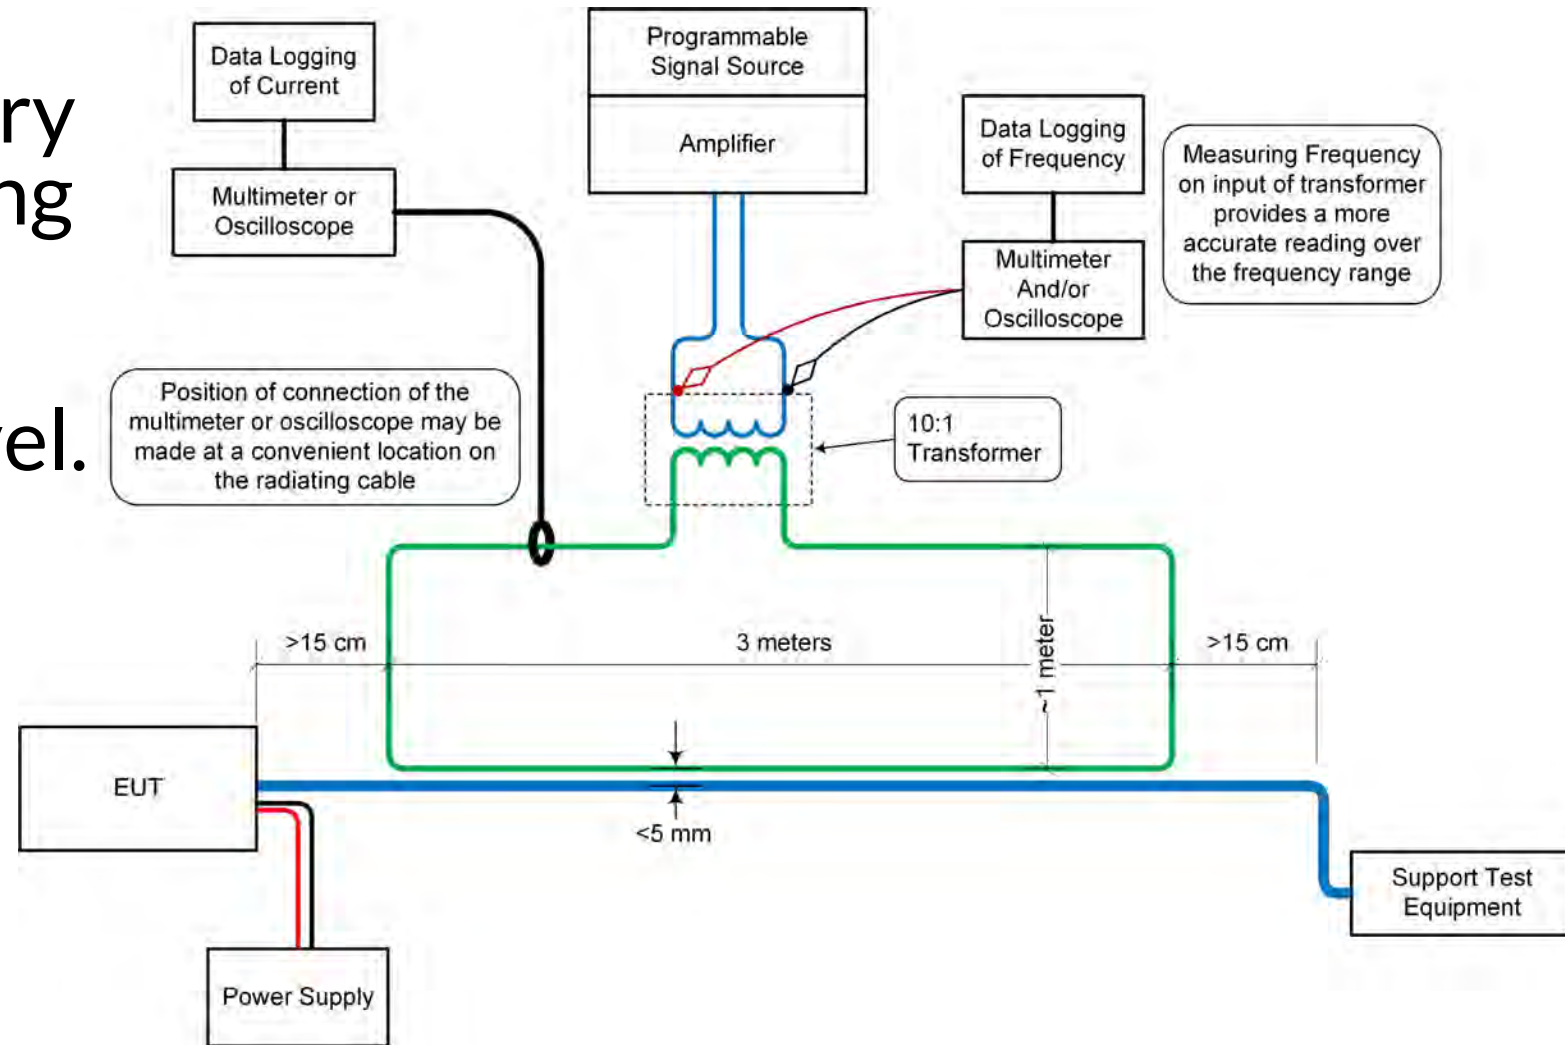 ry
ng
vel.
Data Logging
of Current
Multimeter or
Oscilloscope
Programmable
Signal Source
Amplifier
Data Logging
of Frequency
Multimeter
And/or
Oscilloscope
Measuring Frequency
on input of transformer
provides a more
accurate reading over
the frequency range
Position of connection of the
multimeter or oscilloscope may be
made at a convenient location on
the radiating cable
10:1
Transformer
>15 cm
3 meters
~1 meter
>15 cm
EUT
<5 mm
Support Test
Equipment
Power Supply